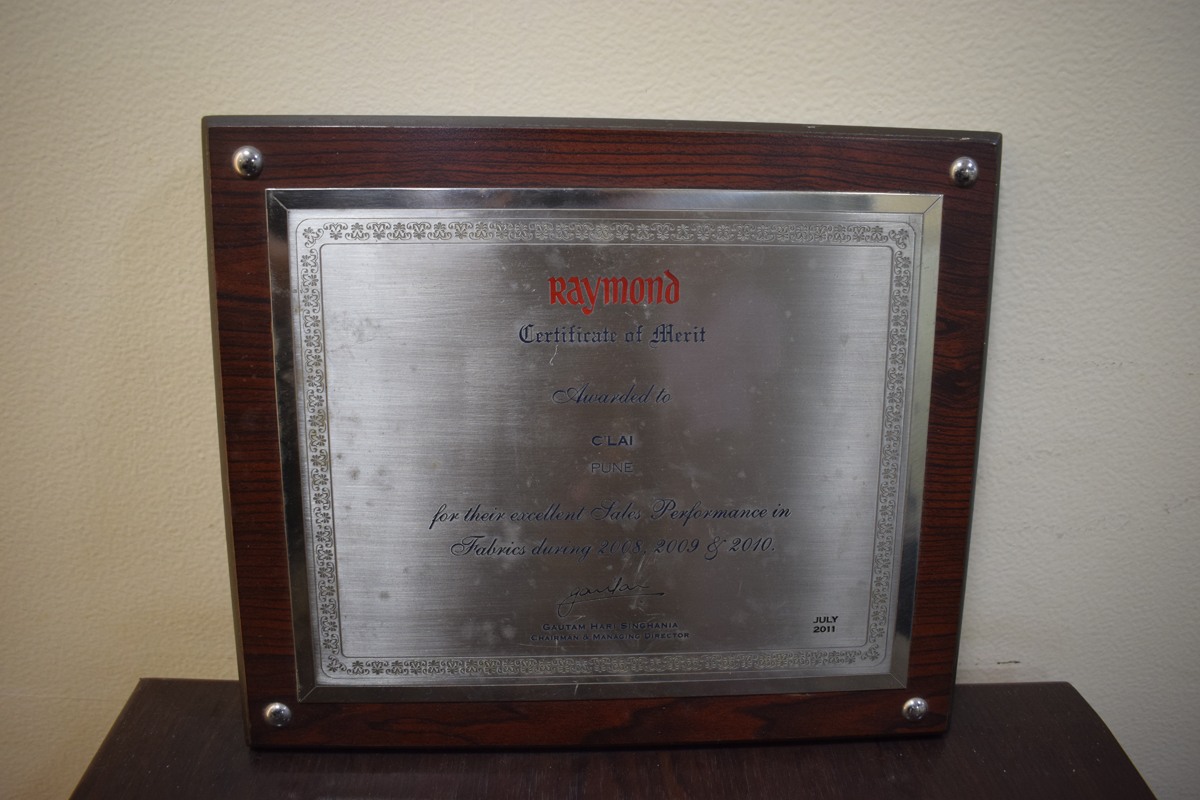 Raymond
Certificate of Merit
Awarded to
C'LAI
PUNE
for their excellent Sales Performance in
Fabrics during 2008, 2009 & 2010.
GAUTAM HARI SINGHANIA
CHAIRMAN & MANAGING DIRECTOR
JULY
2011